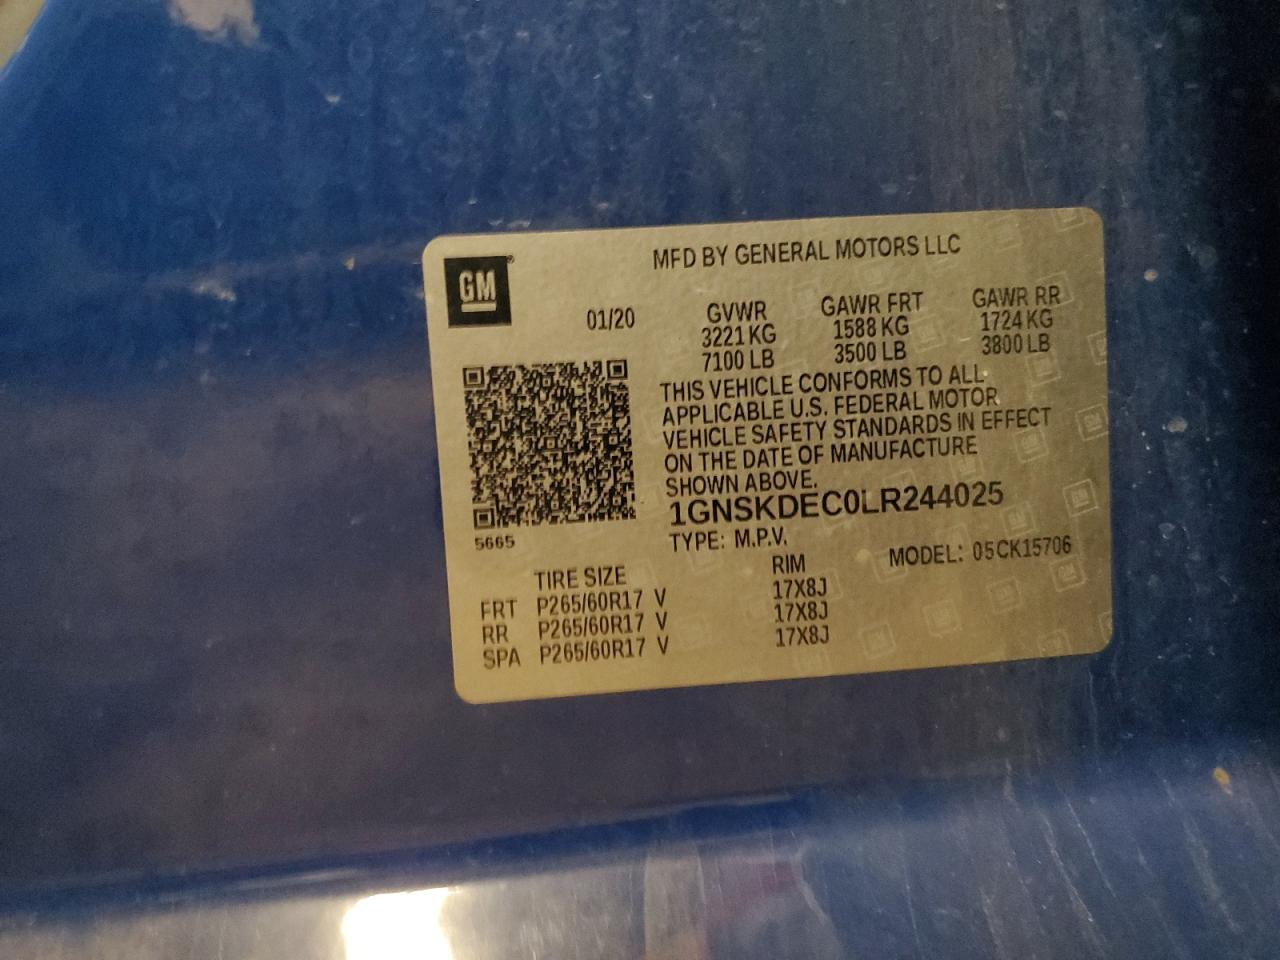 MFD BY GENERAL MOTORS LLC
GM
01/20 GVWR GAWR FRT GAWR RR
3221 KG 1588 KG 1724 KG
7100 LB 3500 LB 3800 LB
THIS VEHICLE CONFORMS TO ALL
APPLICABLE U.S. FEDERAL MOTOR
VEHICLE SAFETY STANDARDS IN EFFECT
ON THE DATE OF MANUFACTURE
SHOWN ABOVE.
1GNSKDEC0LR244025
5665
TYPE: M.P.V. MODEL: 05CK15706
TIRE SIZE RIM
FRT P265/60R17 V 17X8J
RR P265/60R17 V 17X8J
SPA P265/60R17 V 17X8J